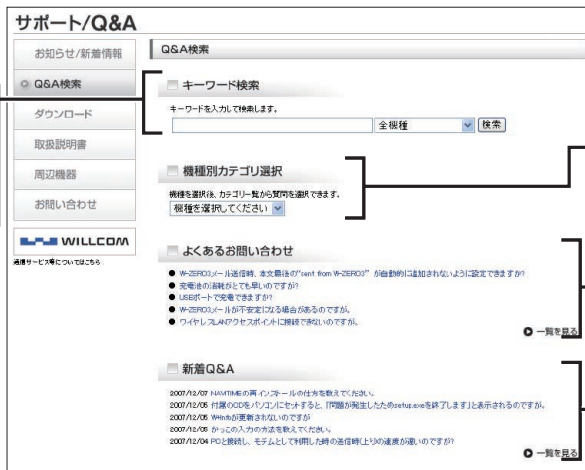 サポート/Q&A
お知らせ/新着情報
Q&A検索
ダウンロード
取扱説明書
周辺機器
お問い合わせ
WILLCOM
通信サービス等についてはこちら
Q&A検索
キーワード検索
キーワードを入力して検索します。
全機種 検索
機種別カテゴリ選択
機種を選択後、カテゴリ一覧から質問を選択できます。
機種を選択してください
よくあるお問い合わせ
● W-ZERO3メール送信時、本文最後の"sent from W-ZERO3" が自動的に追加されないように設定できますか?
● 充電池の消耗がとても早いのですが?
● USBポートで充電できますか?
● W-ZERO3メールが不安定になる場合があるのですが。
● ワイヤレスLANアクセスポイントに接続できないのですが。
一覧を見る
新着Q&A
2007/12/07 NAVITIMEの再インストールの仕方を教えてください。
2007/12/06 付属のCDをパソコンにセットすると、「問題が発生したためsetup.exeを終了します」と表示されるのですが。
2007/12/05 W+Infoが更新されないのですが
2007/12/05 かっこの入力の方法を教えてください。
2007/12/04 PCと接続し、モデムとして利用した時の送信時(上り)の速度が遅いのですが?
一覧を見る